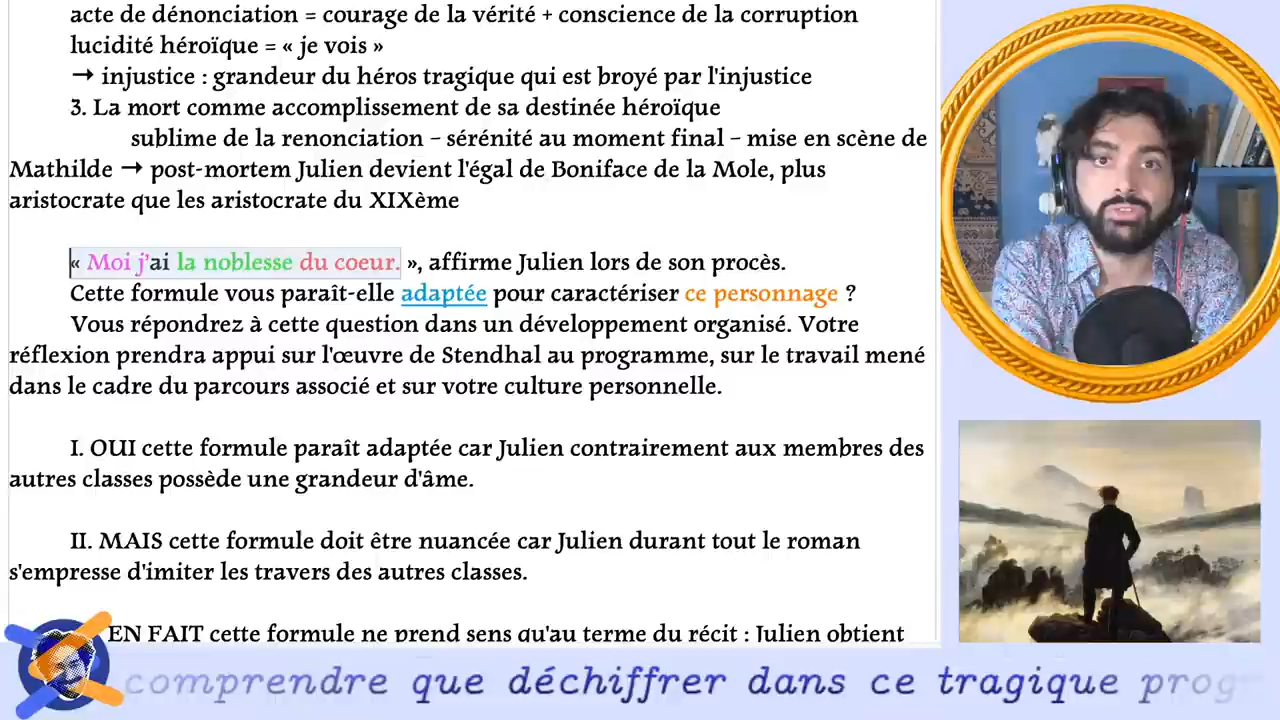 acte de dénonciation = courage de la vérité + conscience de la corruption
lucidité héroïque = « je vois »
→ injustice : grandeur du héros tragique qui est broyé par l'injustice
3. La mort comme accomplissement de sa destinée héroïque
sublime de la renonciation – sérénité au moment final – mise en scène de
Mathilde → post-mortem Julien devient l'égal de Boniface de la Mole, plus
aristocrate que les aristocrate du XIXème
« Moi j'ai la noblesse du coeur. », affirme Julien lors de son procès.
Cette formule vous paraît-elle adaptée pour caractériser ce personnage ?
Vous répondrez à cette question dans un développement organisé. Votre
réflexion prendra appui sur l'œuvre de Stendhal au programme, sur le travail mené
dans le cadre du parcours associé et sur votre culture personnelle.
I. OUI cette formule paraît adaptée car Julien contrairement aux membres des
autres classes possède une grandeur d'âme.
II. MAIS cette formule doit être nuancée car Julien durant tout le roman
s'empresse d'imiter les travers des autres classes.
EN FAIT cette formule ne prend sens qu'au terme du récit : Julien obtient
comprendre que déchiffrer dans ce tragique prog